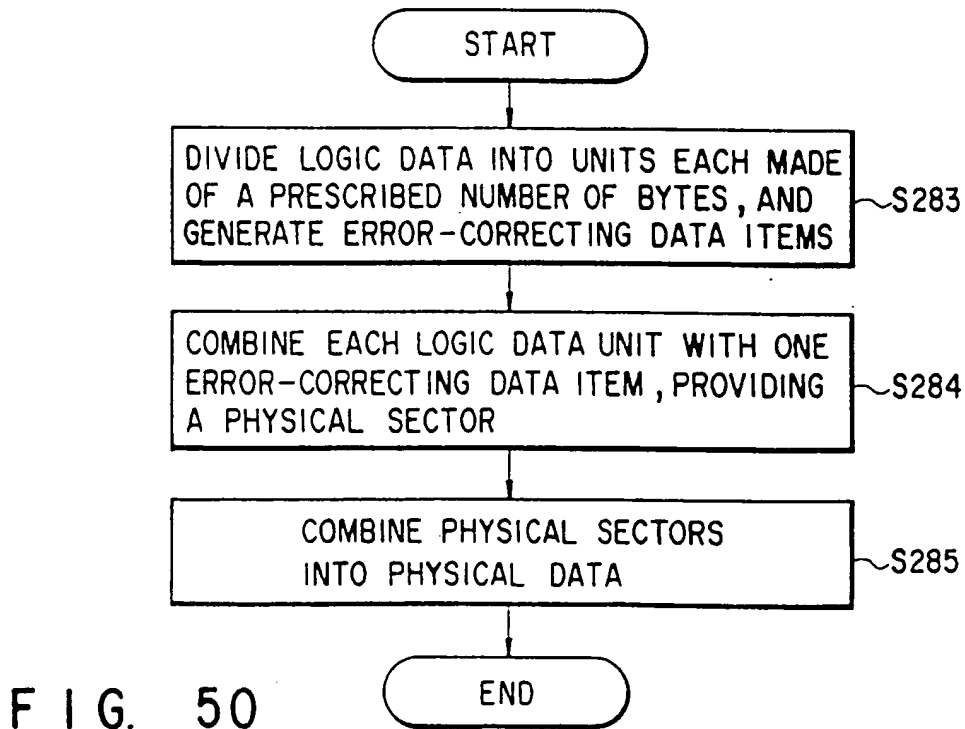 START
DIVIDE LOGIC DATA INTO UNITS EACH MADE
OF A PRESCRIBED NUMBER OF BYTES, AND
GENERATE ERROR-CORRECTING DATA ITEMS
S283
COMBINE EACH LOGIC DATA UNIT WITH ONE
ERROR-CORRECTING DATA ITEM, PROVIDING
A PHYSICAL SECTOR
S284
COMBINE PHYSICAL SECTORS
INTO PHYSICAL DATA
S285
END
FIG. 50